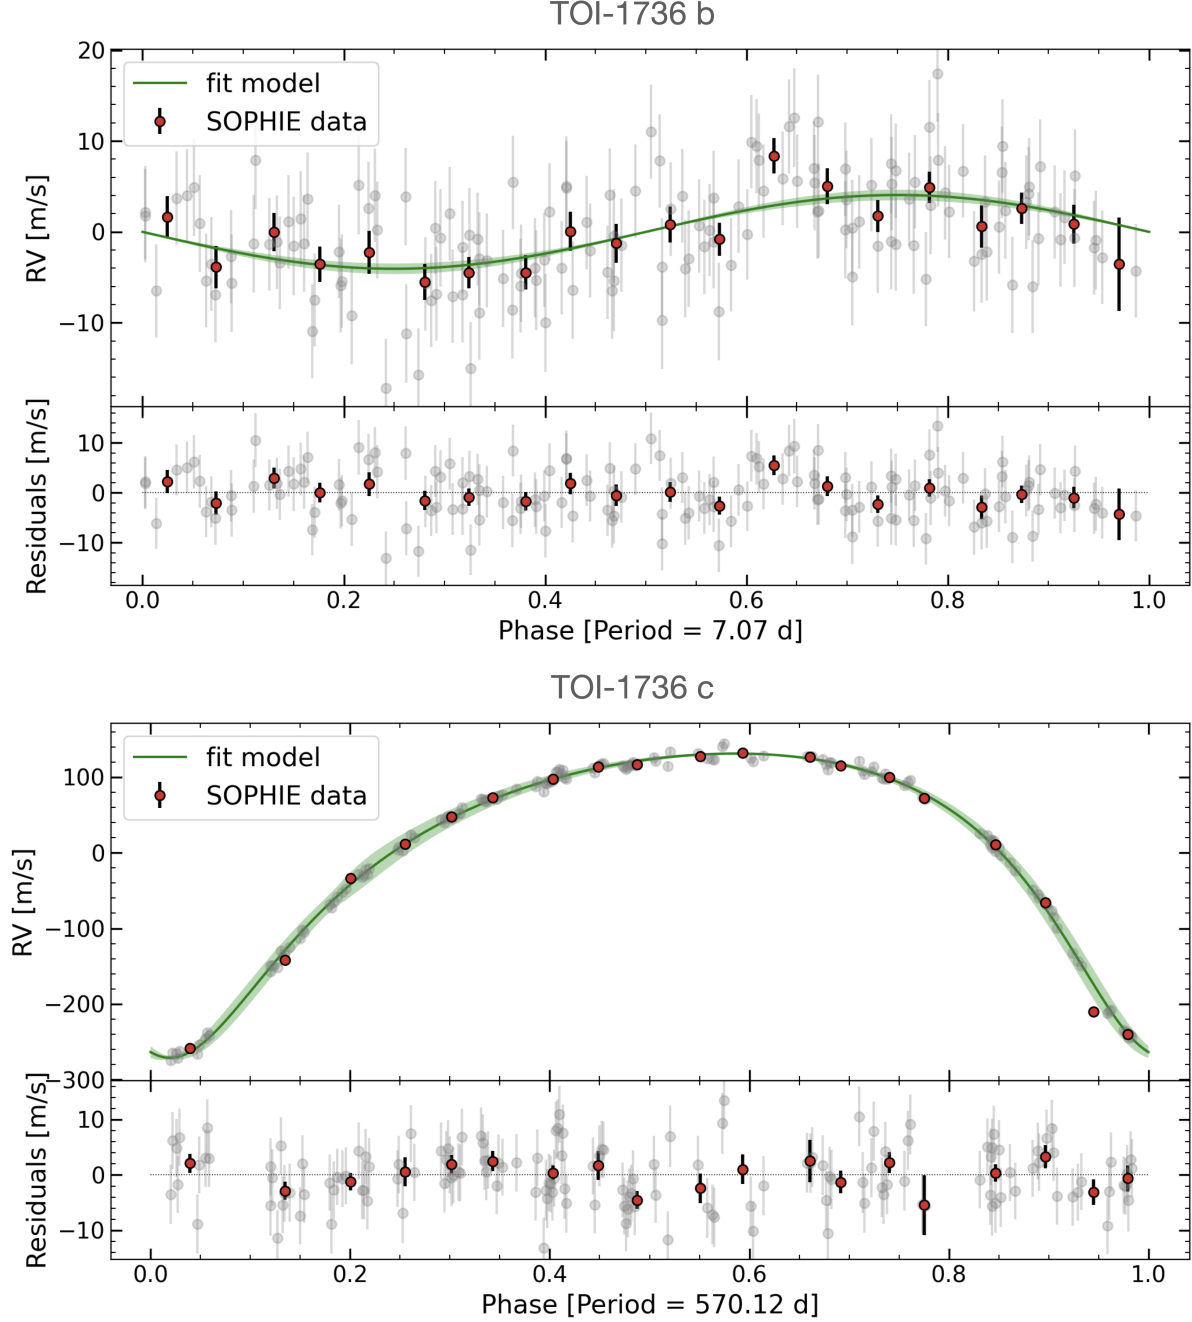 TOI-1736 b
fit model
SOPHIE data
RV [m/s]
20
10
0
−10
Residuals [m/s]
10
0
−10
0.0 0.2 0.4 0.6 0.8 1.0
Phase [Period = 7.07 d]
TOI-1736 c
fit model
SOPHIE data
RV [m/s]
100
0
−100
−200
−300
Residuals [m/s]
10
0
−10
0.0 0.2 0.4 0.6 0.8 1.0
Phase [Period = 570.12 d]